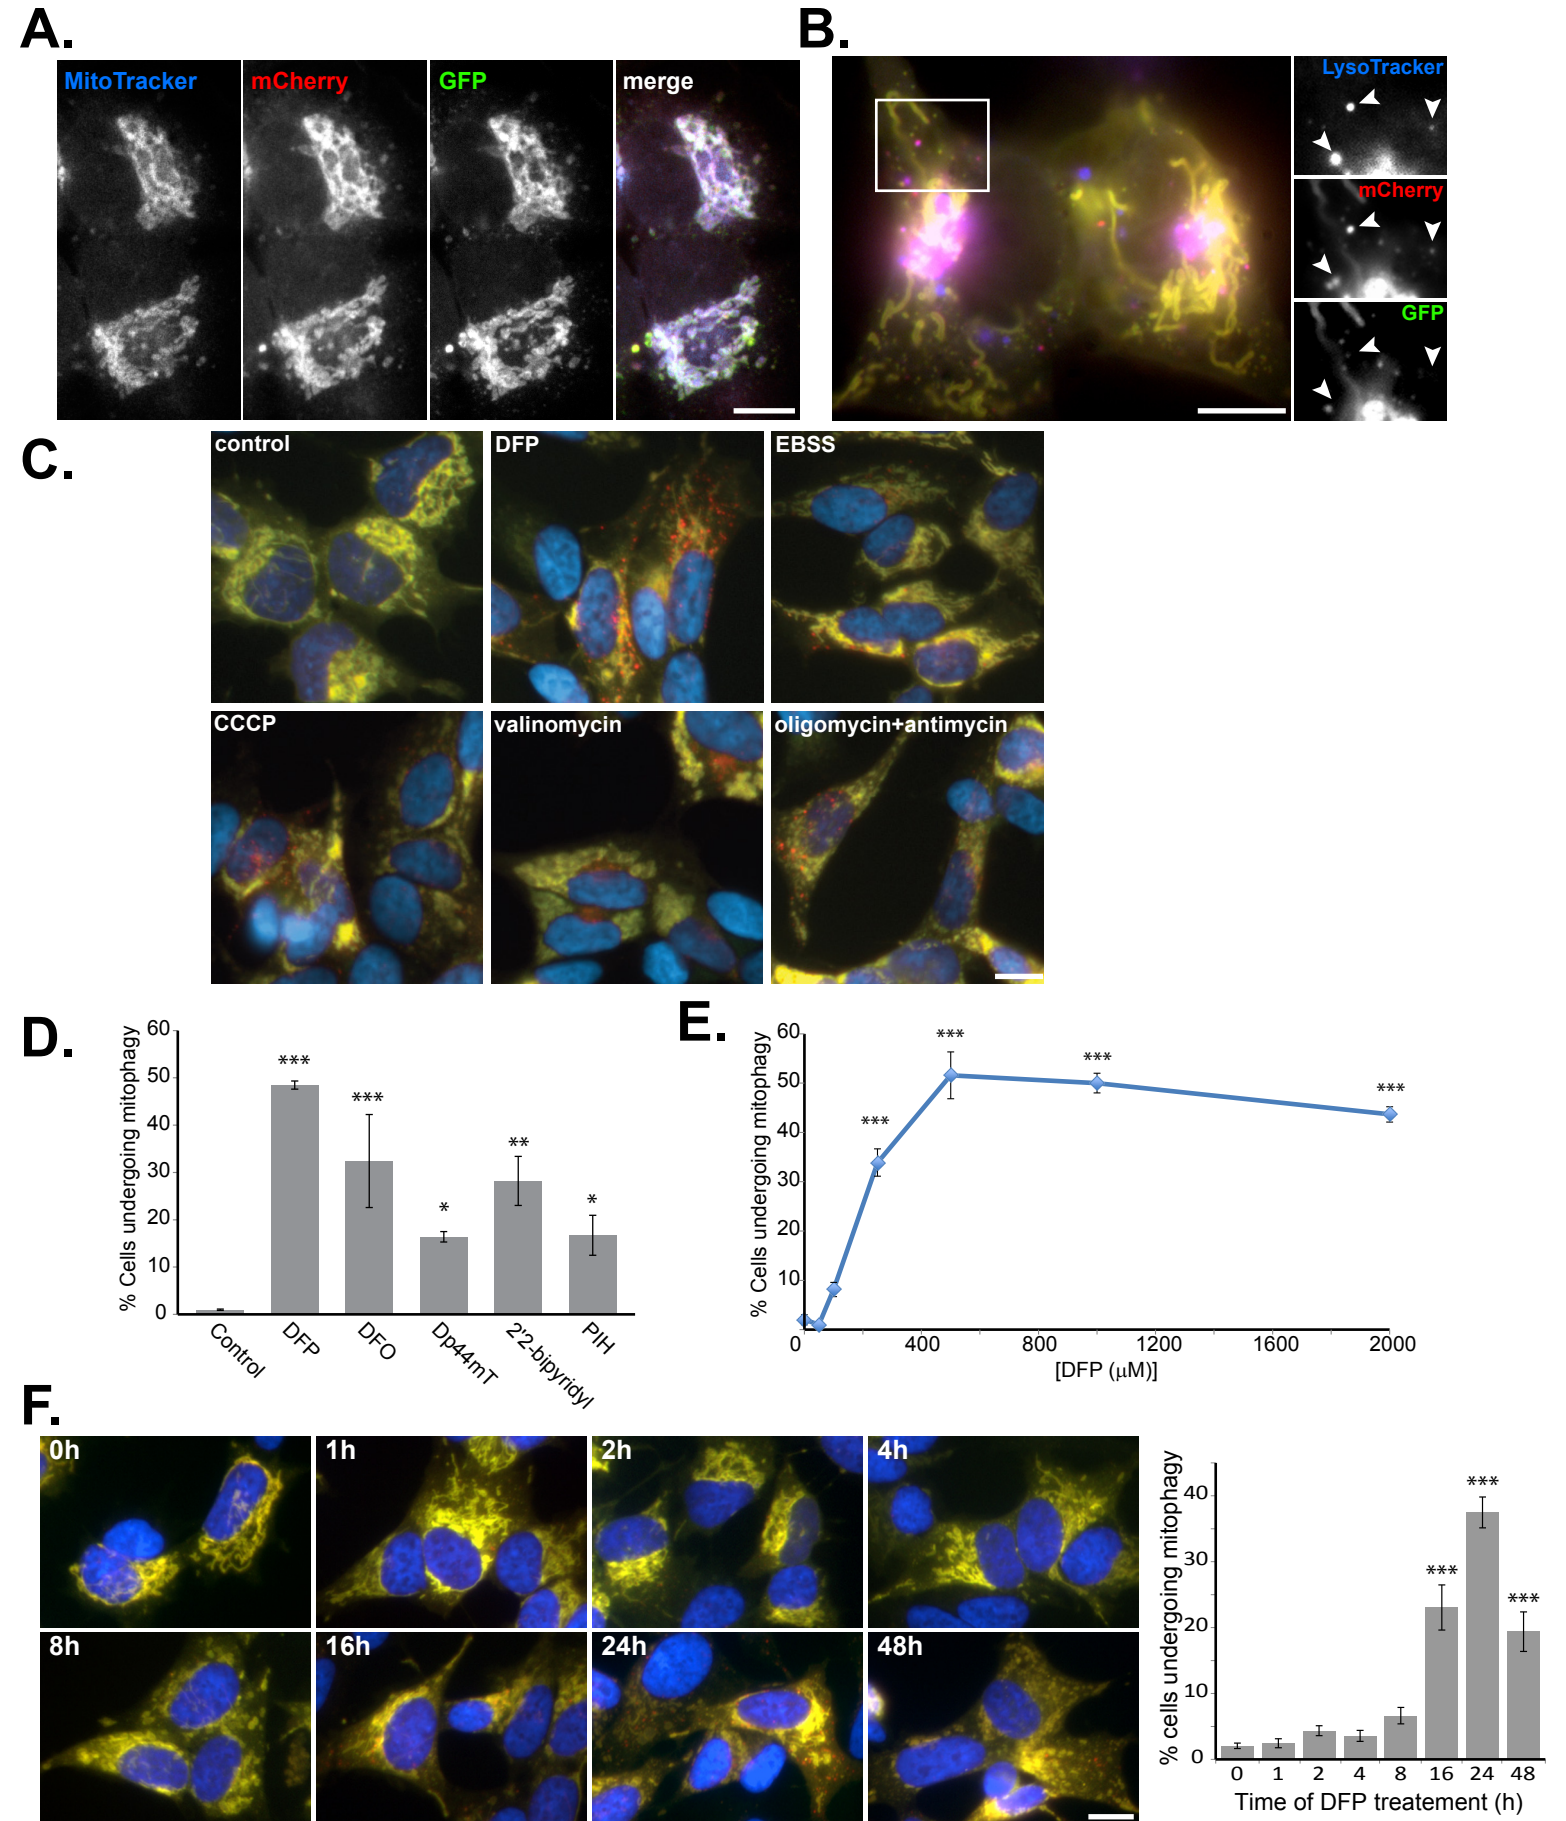 A.
MitoTracker
mCherry
GFP
merge
B.
LysoTracker
mCherry
GFP
C.
control
DFP
EBSS
CCCP
valinomycin
oligomycin+antimycin
D.
% Cells undergoing mitophagy
60
50
40
30
20
10
0
***
***
*
**
*
Control
DFP
DFO
Dp44mT
2'2-bipyridyl
PIH
E.
% Cells undergoing mitophagy
60
50
40
30
20
10
***
***
***
***
0 400 800 1200 1600 2000
[DFP (μM)]
F.
0h
1h
2h
4h
8h
16h
24h
48h
% cells undergoing mitophagy
40
30
20
10
0
***
***
***
0 1 2 4 8 16 24 48
Time of DFP treatement (h)